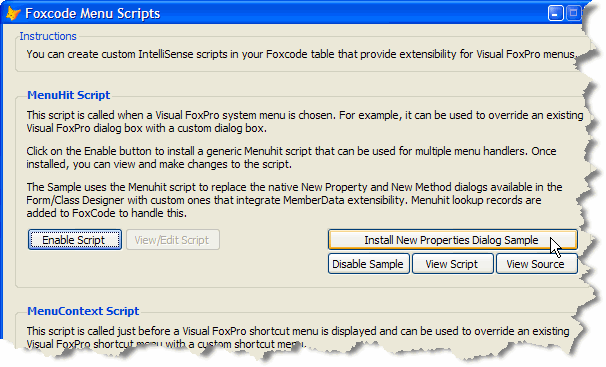 Foxcode Menu Scripts
Instructions
You can create custom IntelliSense scripts in your Foxcode table that provide extensibility for Visual FoxPro menus.
MenuHit Script
This script is called when a Visual FoxPro system menu is chosen. For example, it can be used to override an existing
Visual FoxPro dialog box with a custom dialog box.
Click on the Enable button to install a generic Menuhit script that can be used for multiple menu handlers. Once
installed, you can view and make changes to the script.
The Sample uses the Menuhit script to replace the native New Property and New Method dialogs available in the
Form/Class Designer with custom ones that integrate MemberData extensibility. Menuhit lookup records are
added to FoxCode to handle this.
Enable Script View/Edit Script Install New Properties Dialog Sample
Disable Sample View Script View Source
MenuContext Script
This script is called just before a Visual FoxPro shortcut menu is displayed and can be used to override an existing
Visual FoxPro shortcut menu with a custom shortcut menu.